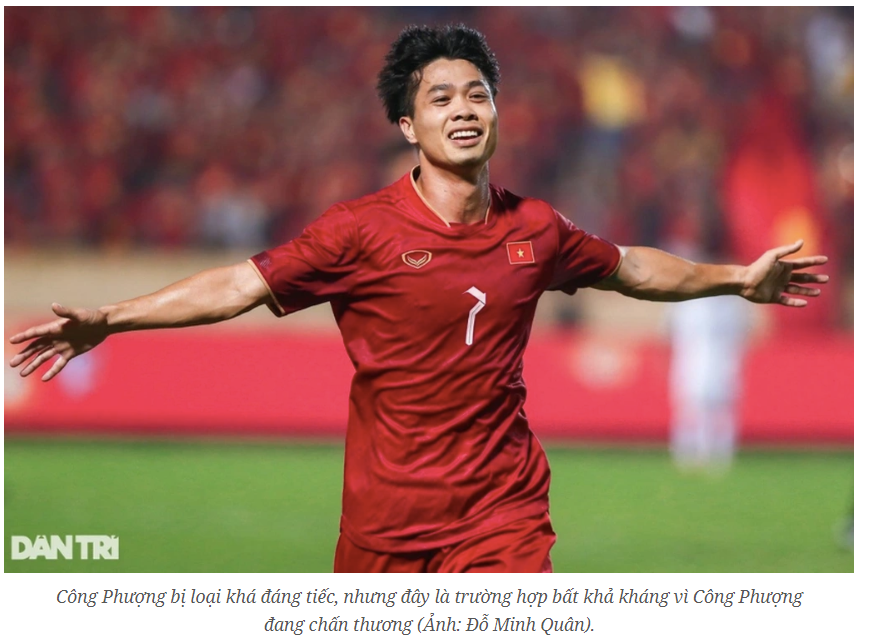 7
DÂN TRÍ
Công Phượng bị loại khá đáng tiếc, nhưng đây là trường hợp bất khả kháng vì Công Phượng
đang chấn thương (Ảnh: Đỗ Minh Quân).